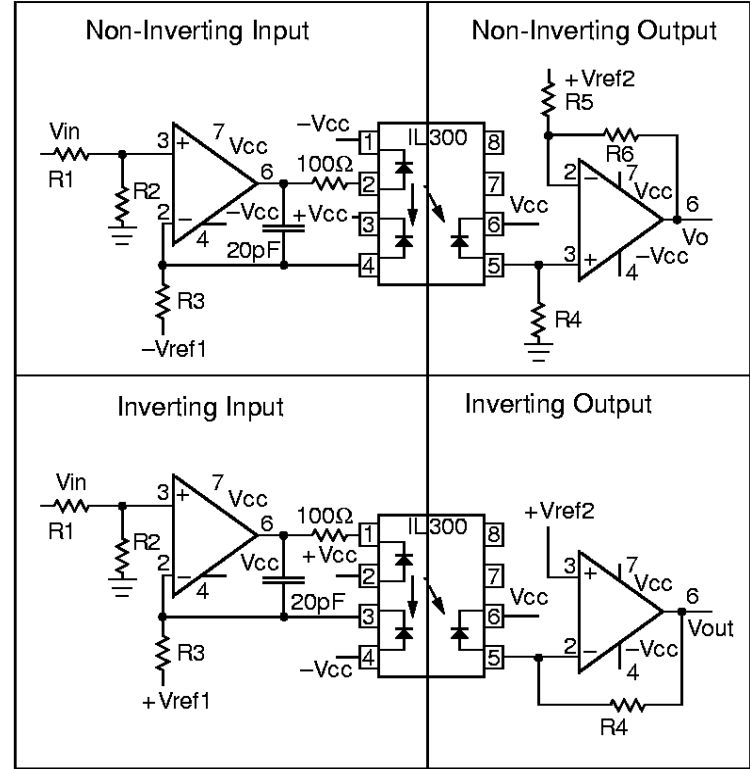 Non-Inverting Input
Non-Inverting Output
+Vref2
R5
R6
Vin
R1
R2
3
+
7
Vcc
6
2
−
4
−Vcc
20pF
100Ω
−Vcc
+Vcc
R3
−Vref1
IL300
1
2
3
4
8
7
6
5
Vcc
2
−
7
Vcc
6
Vo
3
+
−Vcc
4
R4
Inverting Input
Inverting Output
Vin
R1
R2
3
+
7
Vcc
6
2
−
4
Vcc
20pF
100Ω
+Vcc
−Vcc
R3
+Vref1
IL300
1
2
3
4
8
7
6
5
Vcc
+Vref2
3
+
7
Vcc
6
Vout
2
−
−Vcc
4
R4